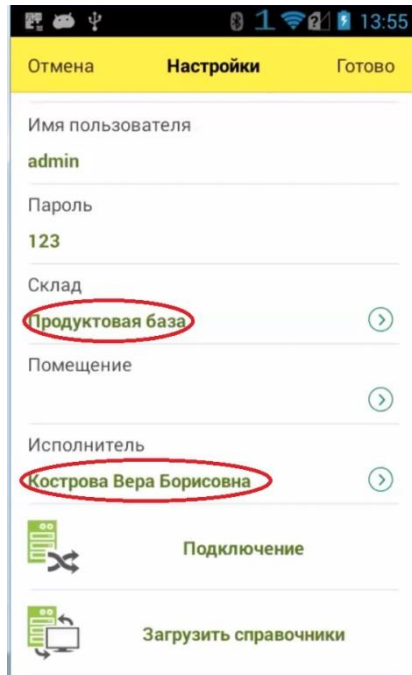 1 13:55
Отмена Настройки Готово
Имя пользователя
admin
Пароль
123
Склад
Продуктовая база
Помещение
Исполнитель
Кострова Вера Борисовна
Подключение
Загрузить справочники